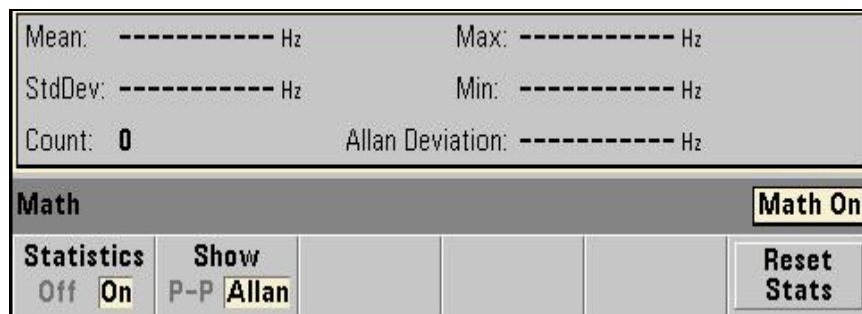 Mean: ----------- Hz Max: ----------- Hz
StdDev: ----------- Hz Min: ----------- Hz
Count: 0 Allan Deviation: ----------- Hz
Math Math On
Statistics Show Reset
Off On P-P Allan Stats